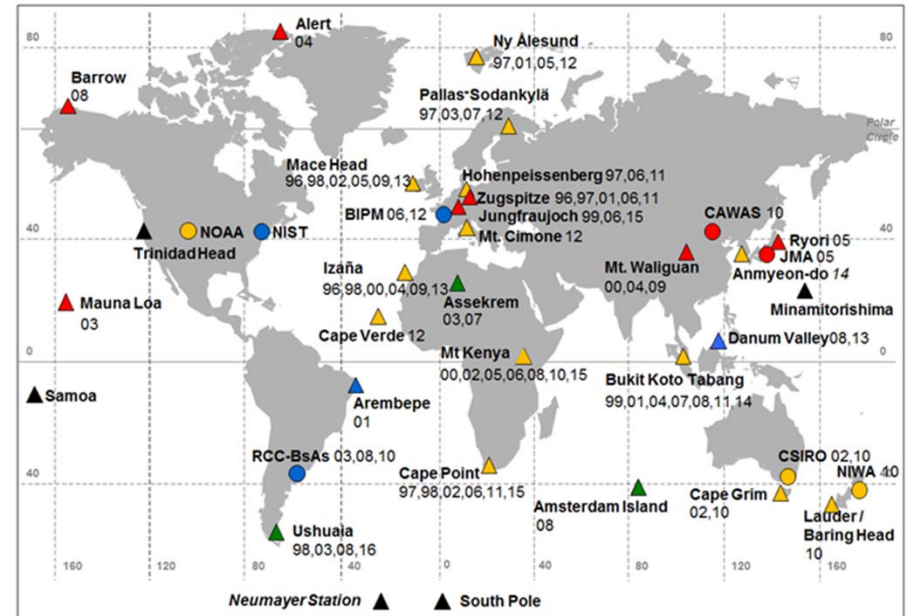 Alert
04
80
80
Ny Ålesund
97,01,05,12
Barrow
08
Pallas-Sodankylä
97,03,07,12
Polar
Circle
Mace Head
96,98,02,05,09,13
Hohenpeissenberg 97,06,11
Zugspitze 96,97,01,06,11
BIPM 06,12
Jungfraujoch 99,06,15
CAWAS 10
Mt. Cimone 12
NOAA
NIST
40
40
Trinidad Head
Ryori 05
JMA 05
Izaña
96,98,00,04,09,13
Mt. Waliguan
00,04,09
Anmyeon-do 14
Mauna Loa
03
Assekrem
03,07
Minamitorishima
Cape Verde 12
Danum Valley08,13
Mt Kenya
00,02,05,06,08,10,15
0
0
Bukit Koto Tabang
99,01,04,07,08,11,14
Samoa
Arembepe
01
RCC-BsAs 03,08,10
CSIRO 02,10
Cape Point
97,98,02,06,11,15
NIWA 10
40
Cape Grim
02,10
Amsterdam Island
08
Lauder /
Baring Head
10
Ushuaia
98,03,08,16
160
120
80
40
0
40
80
120
160
Neumayer Station
South Pole